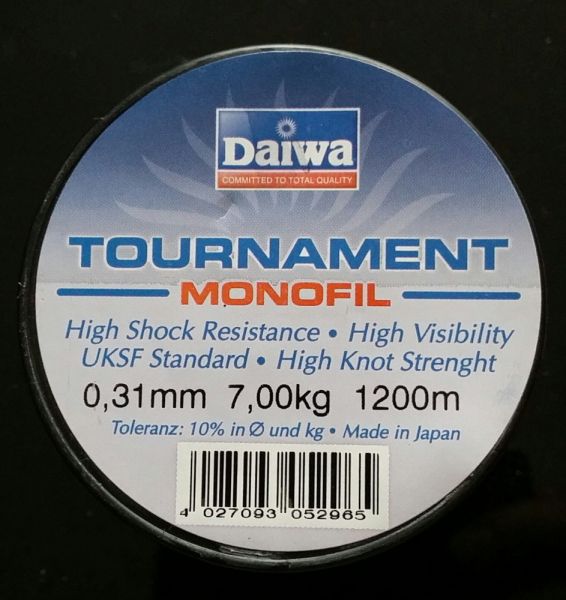 Daiwa
COMMITTED TO TOTAL QUALITY
TOURNAMENT
MONOFIL
High Shock Resistance • High Visibility
UKSF Standard • High Knot Strenght
0,31mm 7,00kg 1200m
Toleranz: 10% in Ø und kg • Made in Japan
4 027093 052965